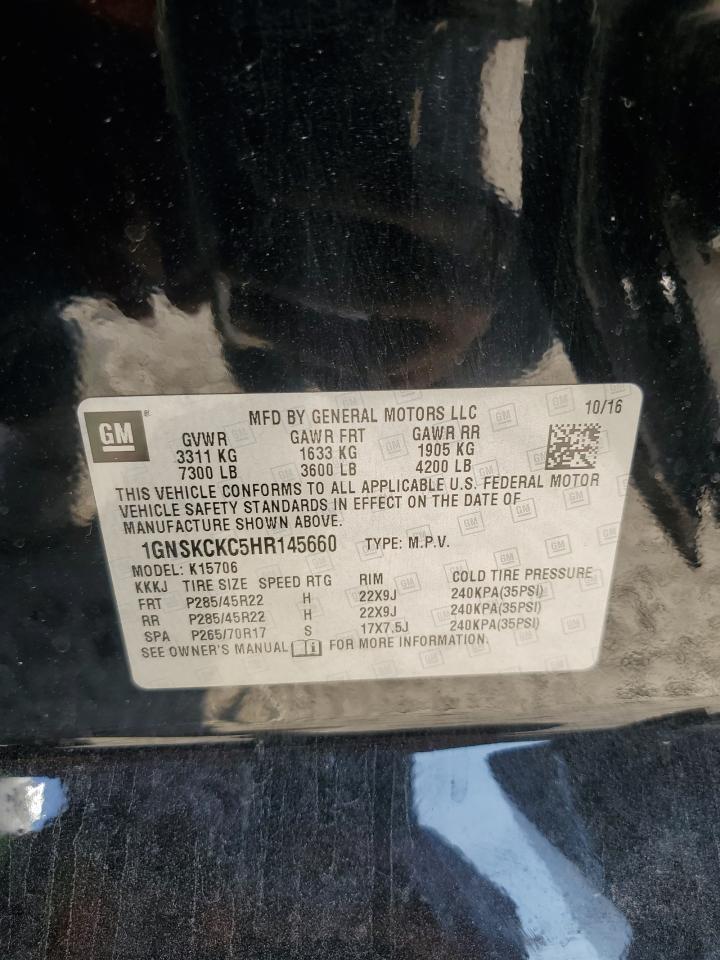 GM ®
MFD BY GENERAL MOTORS LLC 10/16
GVWR GAWR FRT GAWR RR
3311 KG 1633 KG 1905 KG
7300 LB 3600 LB 4200 LB
THIS VEHICLE CONFORMS TO ALL APPLICABLE U.S. FEDERAL MOTOR
VEHICLE SAFETY STANDARDS IN EFFECT ON THE DATE OF
MANUFACTURE SHOWN ABOVE.
1GNSKCKC5HR145660 TYPE: M.P.V.
MODEL: K15706
KKKJ TIRE SIZE SPEED RTG RIM COLD TIRE PRESSURE
FRT P285/45R22 H 22X9J 240KPA(35PSI)
RR P285/45R22 H 22X9J 240KPA(35PSI)
SPA P265/70R17 S 17X7.5J 240KPA(35PSI)
SEE OWNER'S MANUAL FOR MORE INFORMATION.